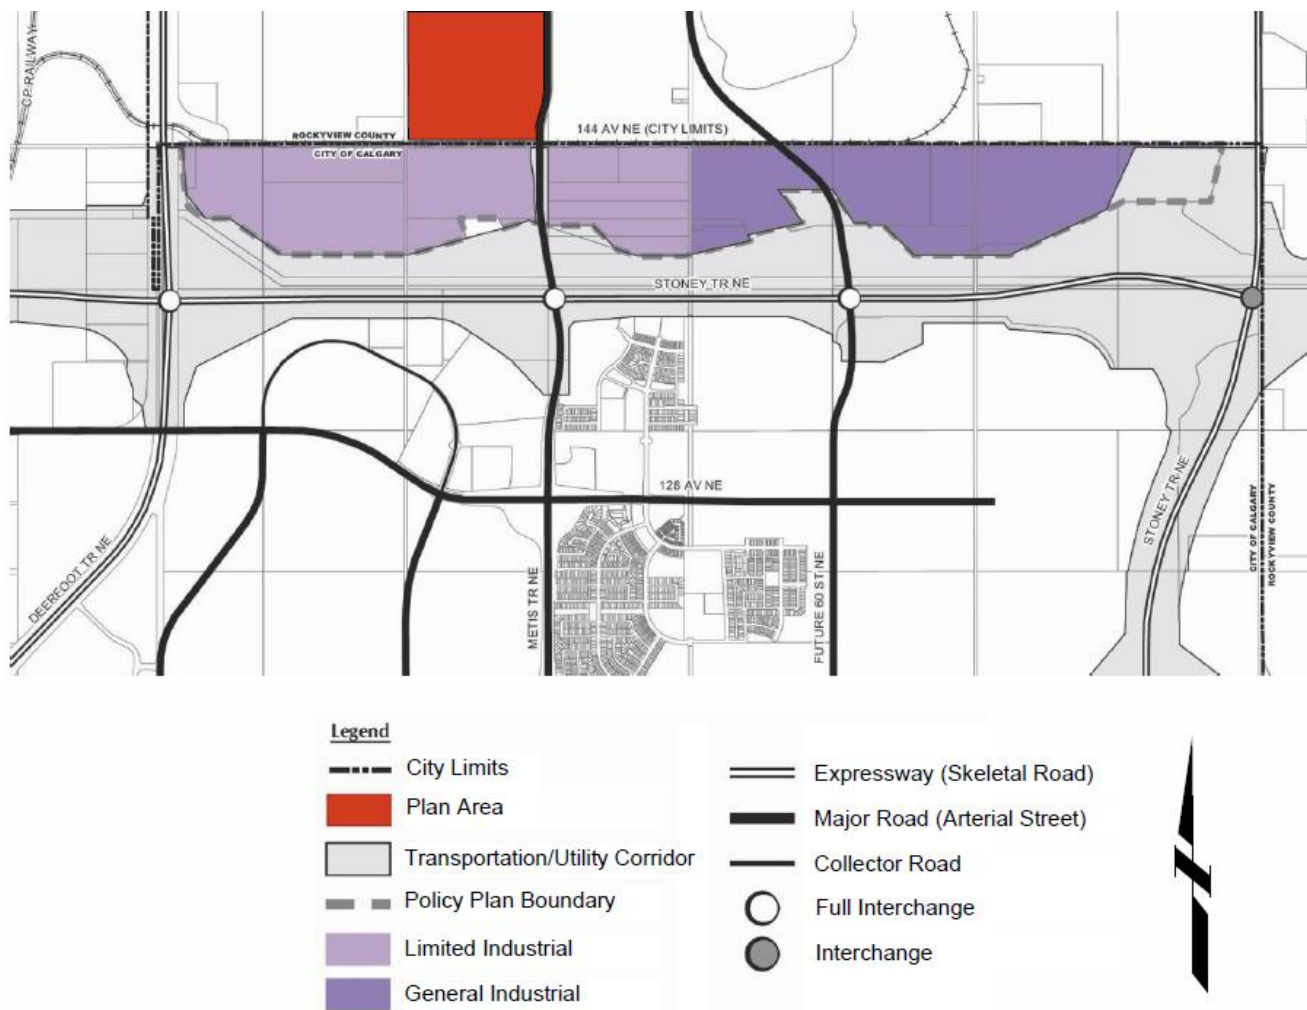 CP RAILWAY
ROCKYVIEW COUNTY
CITY OF CALGARY
144 AV NE (CITY LIMITS)
STONEY TR NE
128 AV NE
DEERFOOT TR NE
METIS TR NE
FUTURE 60 ST NE
STONEY TR NE
CITY OF CALGARY
ROCKYVIEW COUNTY
Legend
City Limits
Plan Area
Transportation/Utility Corridor
Policy Plan Boundary
Limited Industrial
General Industrial
Expressway (Skeletal Road)
Major Road (Arterial Street)
Collector Road
Full Interchange
Interchange